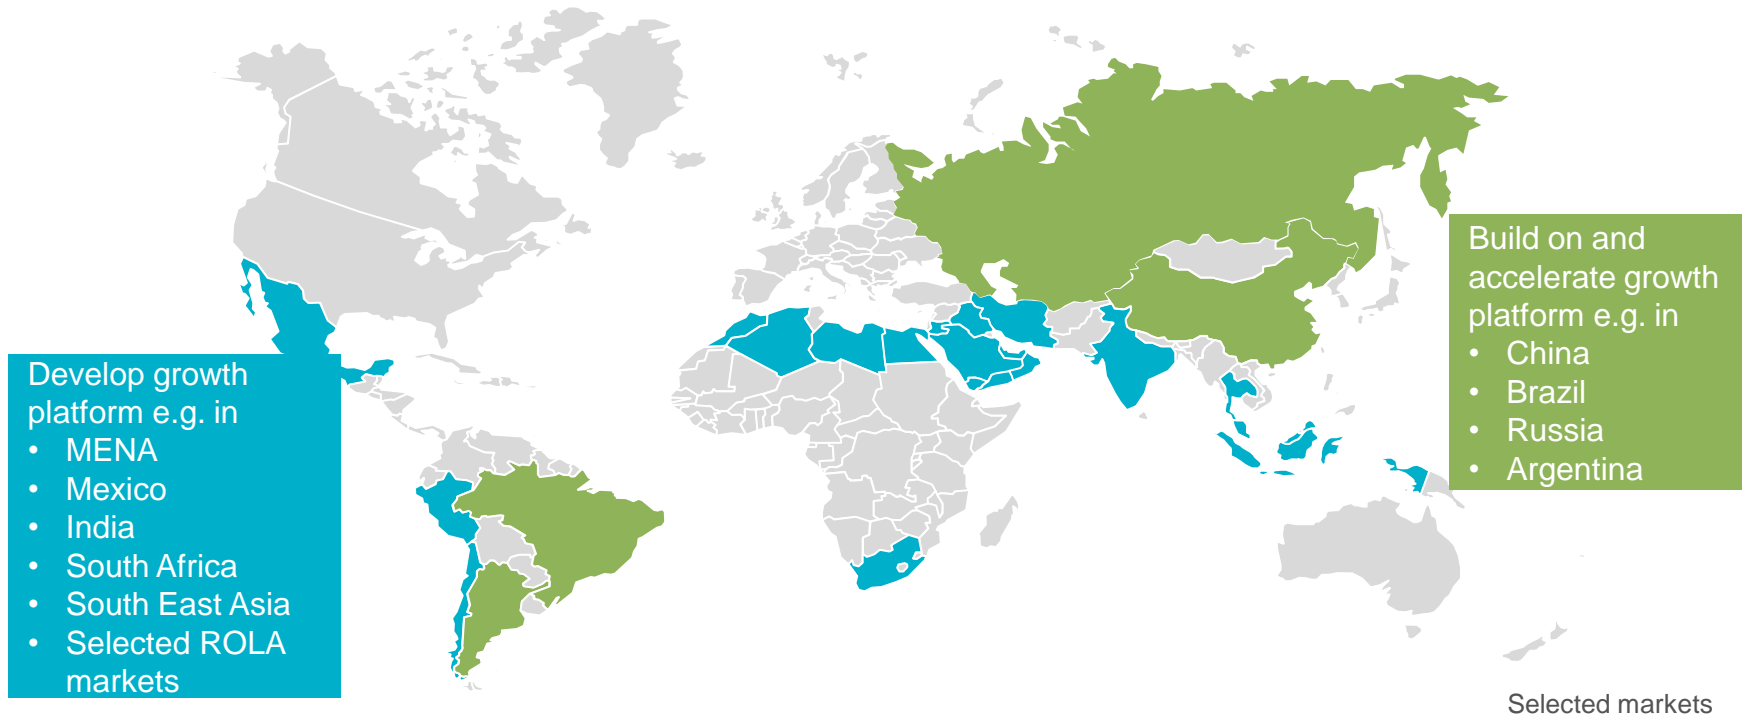 Develop growth
platform e.g. in
• MENA
• Mexico
• India
• South Africa
• South East Asia
• Selected ROLA
markets
Build on and
accelerate growth
platform e.g. in
• China
• Brazil
• Russia
• Argentina
Selected markets